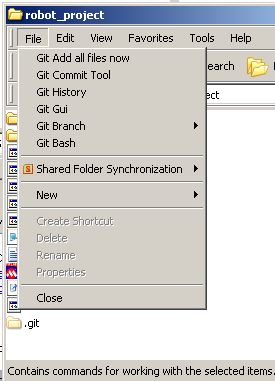 robot_project
File Edit View Favorites Tools Help
Git Add all files now
Git Commit Tool
Git History
Git Gui
Git Branch
Git Bash
Shared Folder Synchronization
New
Create Shortcut
Delete
Rename
Properties
Close
earch
ect
.git
Contains commands for working with the selected items.